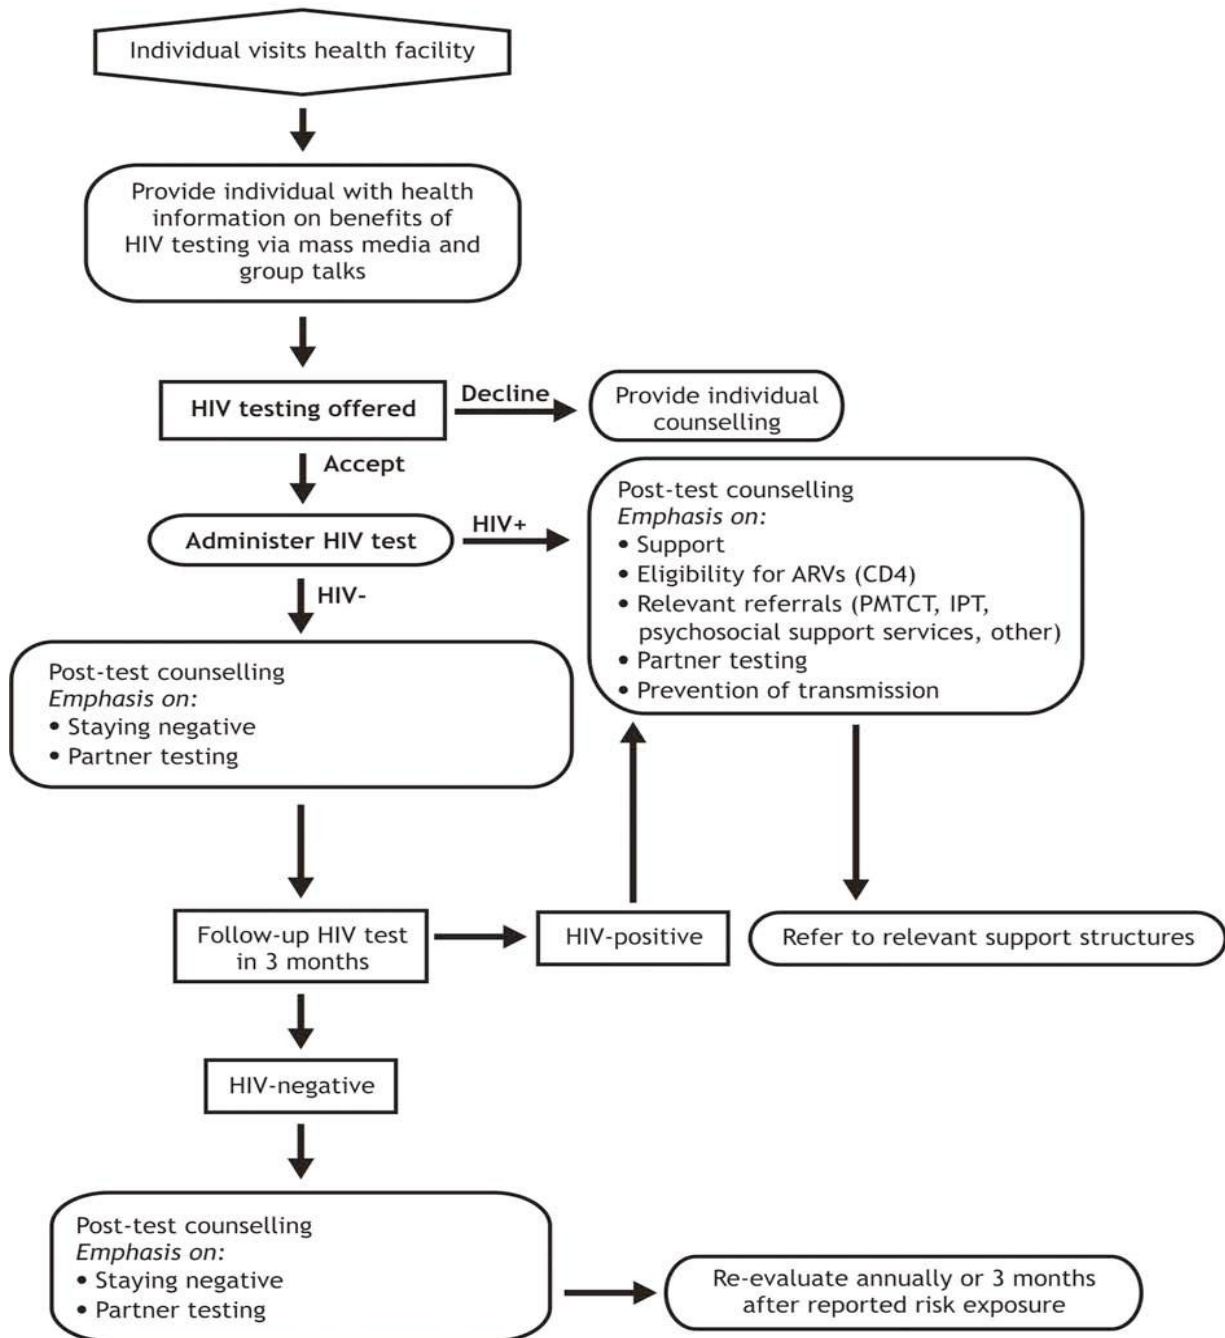 Individual visits health facility
Provide individual with health
information on benefits of
HIV testing via mass media and
group talks
HIV testing offered
Decline
Provide individual
counselling
Accept
Administer HIV test
HIV+
Post-test counselling
Emphasis on:
• Support
• Eligibility for ARVs (CD4)
• Relevant referrals (PMTCT, IPT,
psychosocial support services, other)
• Partner testing
• Prevention of transmission
HIV-
Post-test counselling
Emphasis on:
• Staying negative
• Partner testing
Follow-up HIV test
in 3 months
HIV-positive
Refer to relevant support structures
HIV-negative
Post-test counselling
Emphasis on:
• Staying negative
• Partner testing
Re-evaluate annually or 3 months
after reported risk exposure